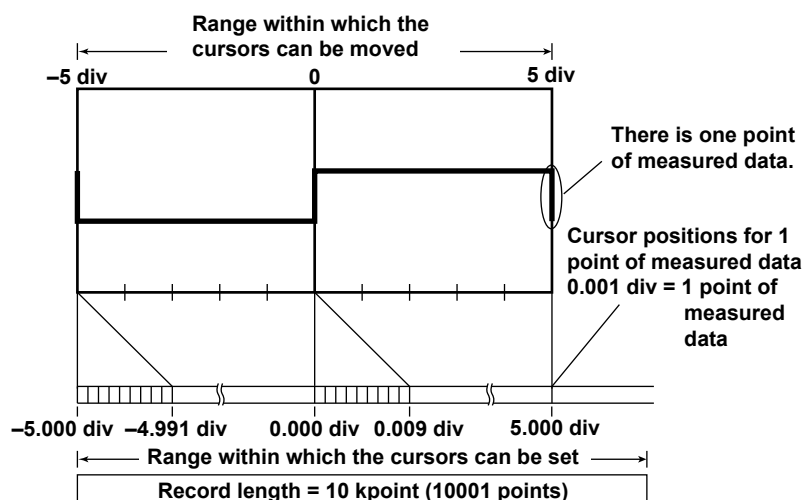 Range within which the
cursors can be moved
–5 div
0
5 div
There is one point
of measured data.
Cursor positions for 1
point of measured data
0.001 div = 1 point of
measured
data
–5.000 div
–4.991 div
0.000 div
0.009 div
5.000 div
Range within which the cursors can be set
Record length = 10 kpoint (10001 points)